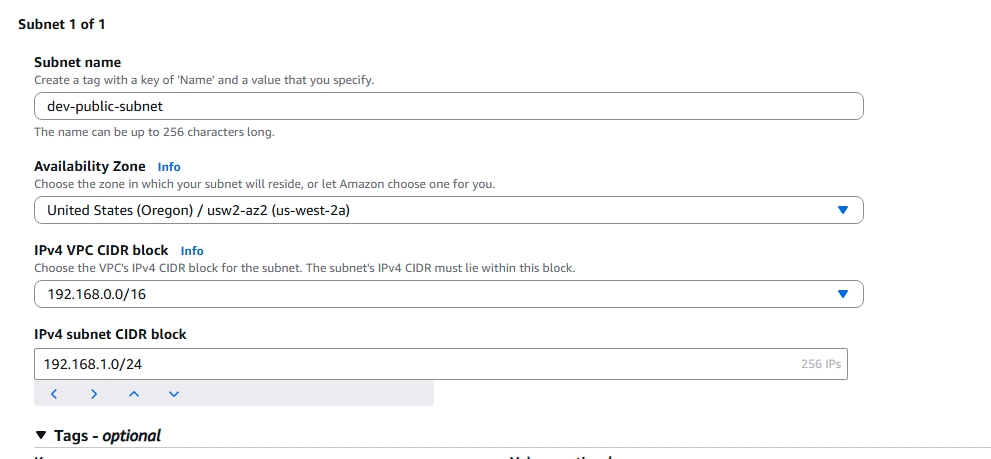 Subnet 1 of 1
Subnet name
Create a tag with a key of 'Name' and a value that you specify.
dev-public-subnet
The name can be up to 256 characters long.
Availability Zone Info
Choose the zone in which your subnet will reside, or let Amazon choose one for you.
United States (Oregon) / usw2-az2 (us-west-2a)
IPv4 VPC CIDR block Info
Choose the VPC's IPv4 CIDR block for the subnet. The subnet's IPv4 CIDR must lie within this block.
192.168.0.0/16
IPv4 subnet CIDR block
192.168.1.0/24 256 IPs
Tags - optional